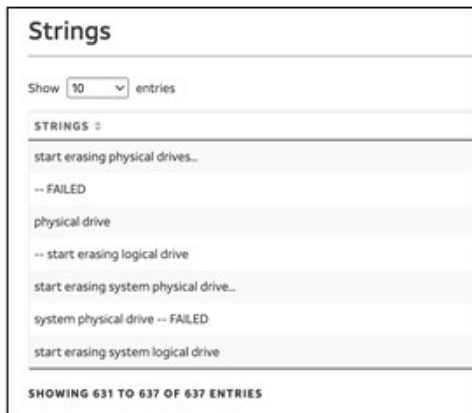 Strings
Show 10 entries
STRINGS
start erasing physical drives...
-- FAILED
physical drive
-- start erasing logical drive
start erasing system physical drive...
system physical drive -- FAILED
start erasing system logical drive
SHOWING 631 TO 637 OF 637 ENTRIES